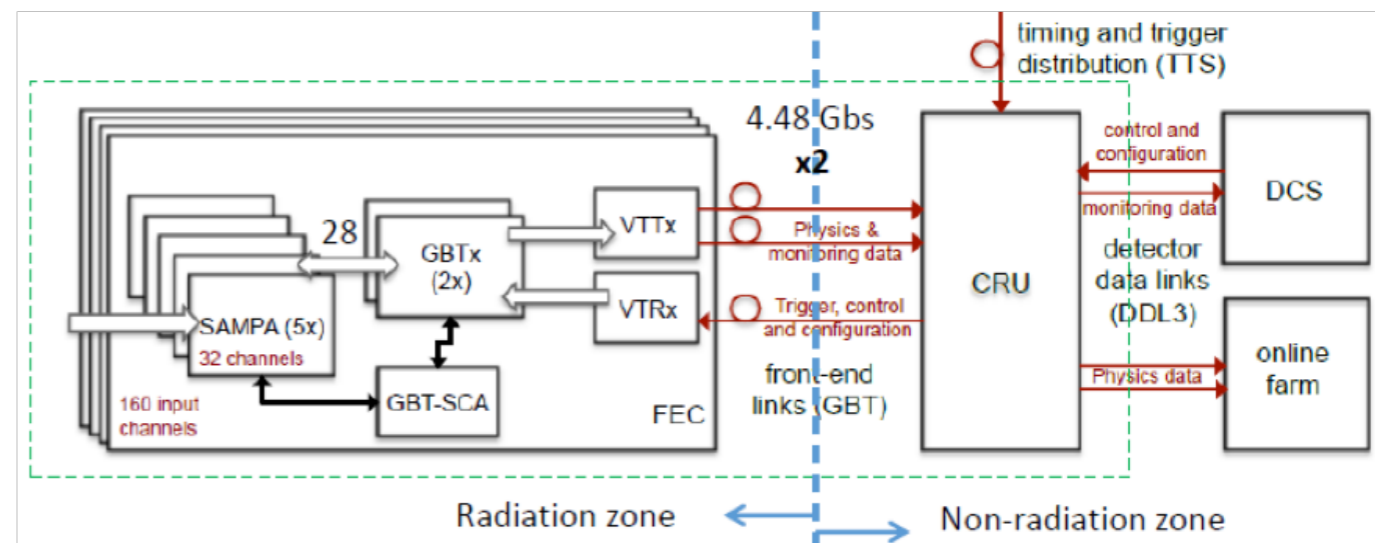 timing and trigger
distribution (TTS)
4.48 Gbs
x2
control and
configuration
DCS
monitoring data
VTTx
28
GBTx
(2x)
Physics &
monitoring data
detector
data links
(DDL3)
CRU
VTRx
SAMPA (5x)
32 channels
Trigger, control
and configuration
online
farm
Physics data
front-end
links (GBT)
GBT-SCA
160 input
channels
FEC
Radiation zone
Non-radiation zone